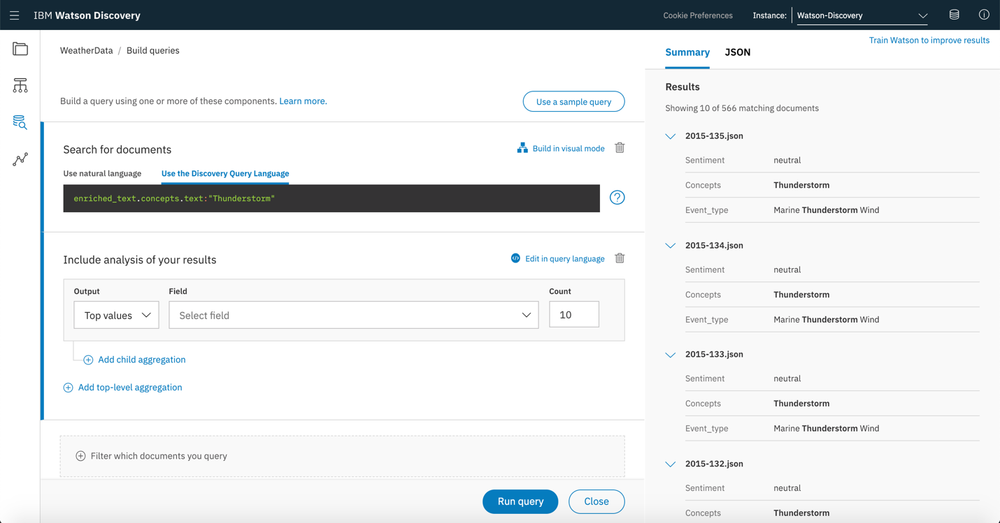 IBM Watson Discovery
Cookie Preferences
Instance:
Watson-Discovery
WeatherData / Build queries
Build a query using one or more of these components. Learn more.
Use a sample query
Search for documents
Build in visual mode
Use natural language
Use the Discovery Query Language
enriched_text.concepts.text:"Thunderstorm"
?
Include analysis of your results
Edit in query language
Output
Field
Count
Top values
Select field
10
Add child aggregation
Add top-level aggregation
Filter which documents you query
Run query
Close
Train Watson to improve results
Summary
JSON
Results
Showing 10 of 566 matching documents
2015-135.json
Sentiment neutral
Concepts Thunderstorm
Event_type Marine Thunderstorm Wind
2015-134.json
Sentiment neutral
Concepts Thunderstorm
Event_type Marine Thunderstorm Wind
2015-133.json
Sentiment neutral
Concepts Thunderstorm
Event_type Marine Thunderstorm Wind
2015-132.json
Sentiment neutral
Concepts Thunderstorm